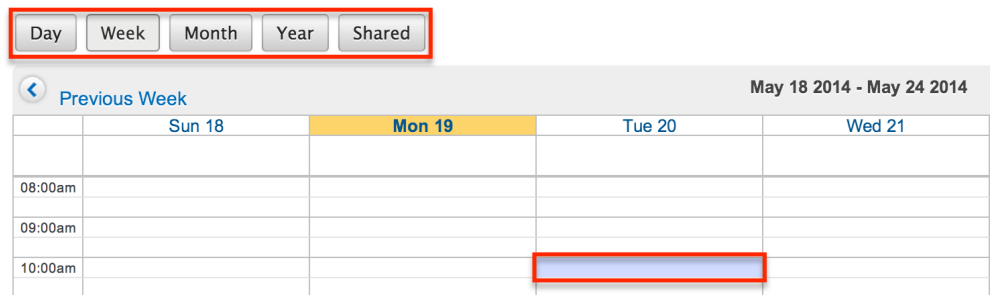 Day Week Month Year Shared
May 18 2014 - May 24 2014
Previous Week
Sun 18 Mon 19 Tue 20 Wed 21
08:00am
09:00am
10:00am